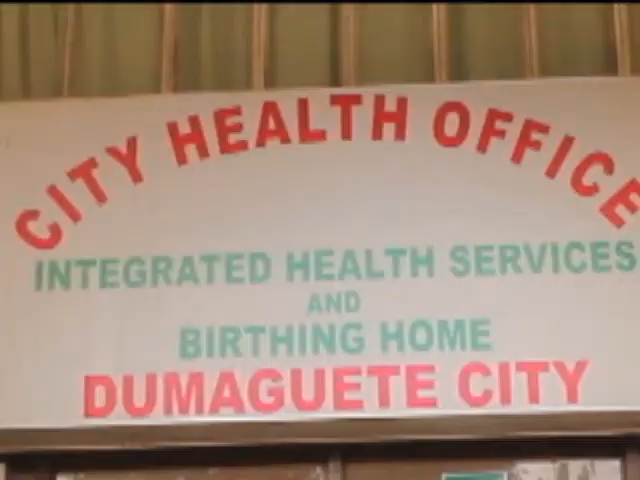 CITY HEALTH OFFICE
INTEGRATED HEALTH SERVICES
AND
BIRTHING HOME
DUMAGUETE CITY